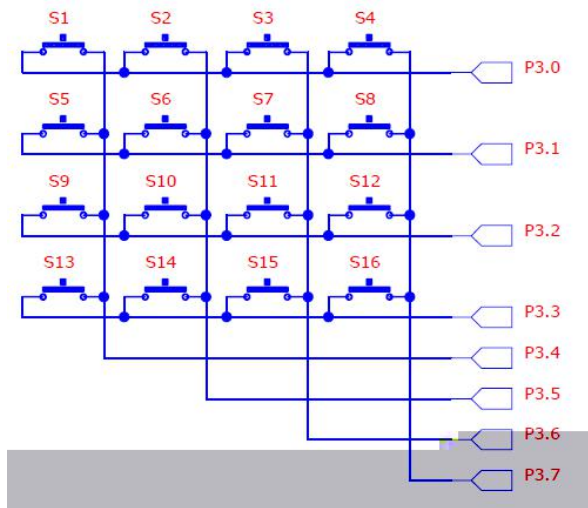 S1 S2 S3 S4
P3.0
S5 S6 S7 S8
P3.1
S9 S10 S11 S12
P3.2
S13 S14 S15 S16
P3.3
P3.4
P3.5
P3.6
P3.7